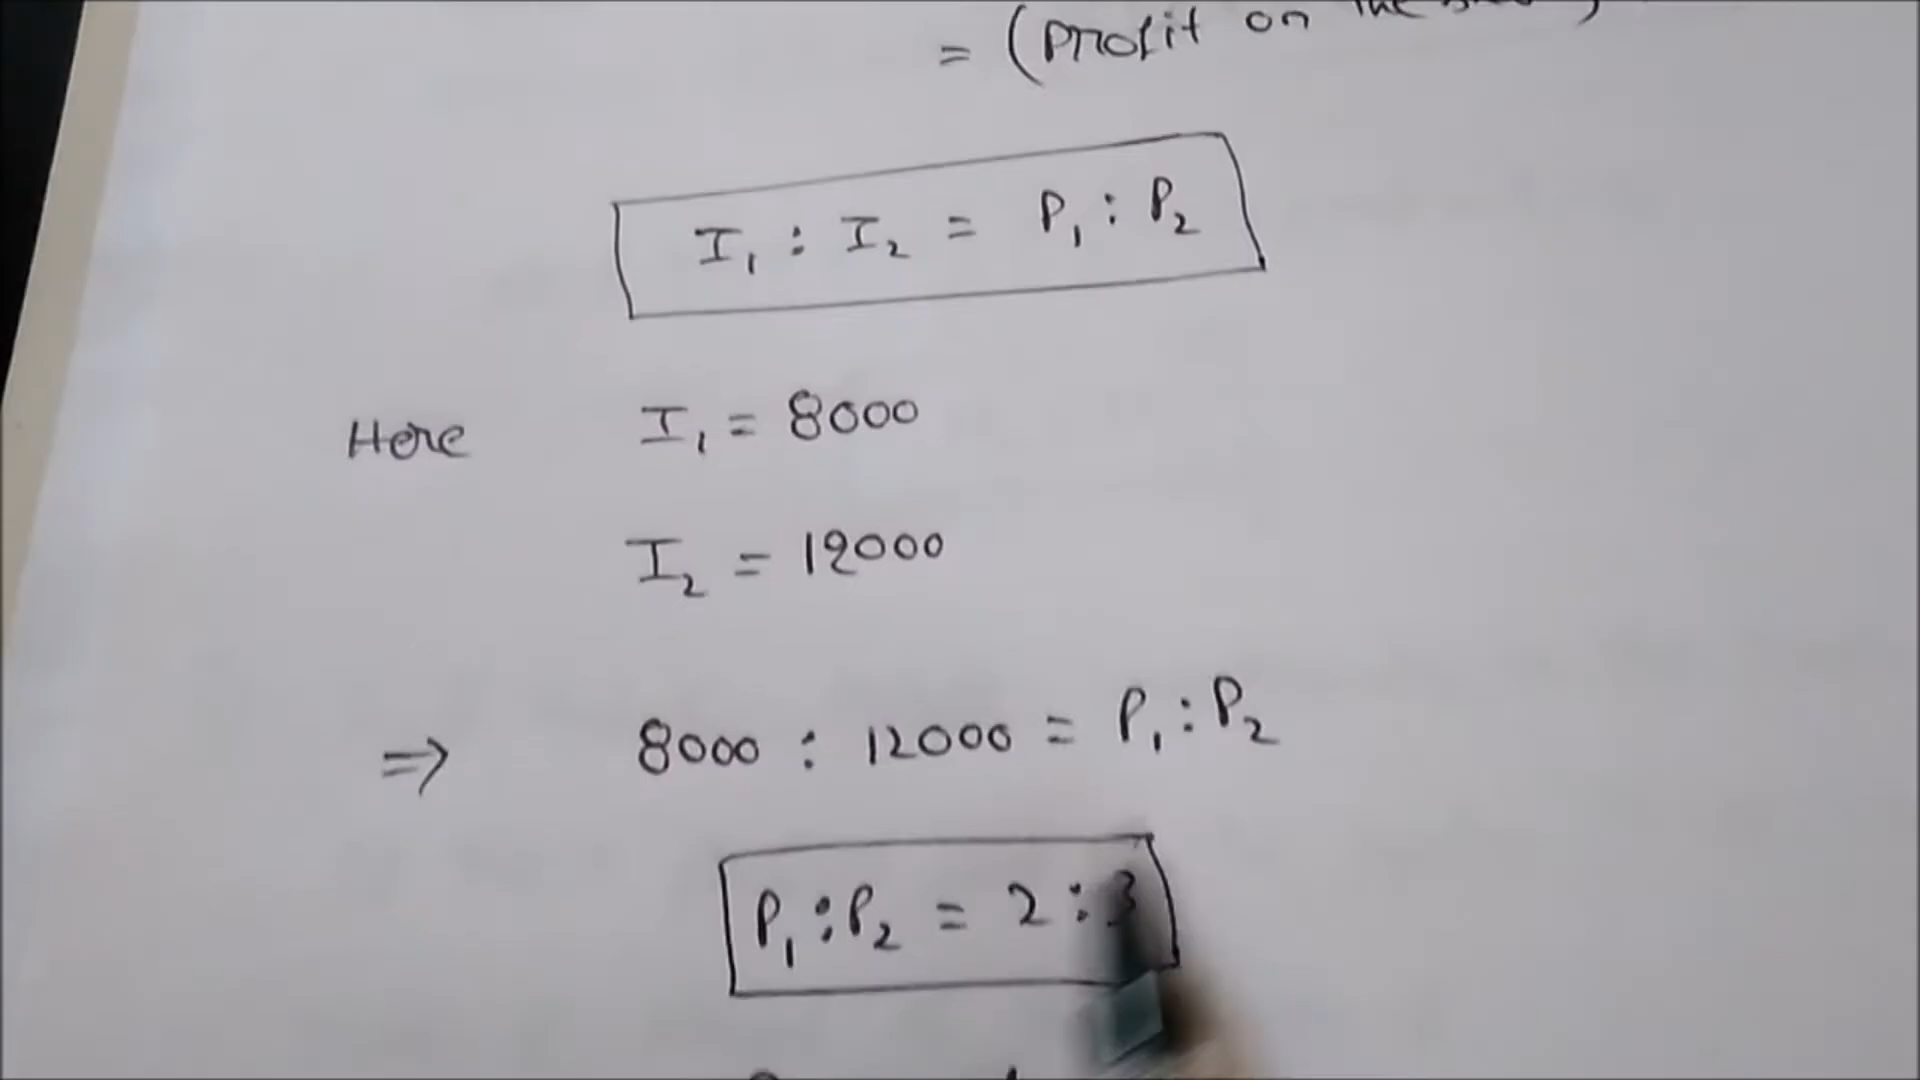 = (Profit on
I₁ : I₂ = P₁ : P₂
Here I₁ = 8000
I₂ = 12000
⇒ 8000 : 12000 = P₁ : P₂
P₁ : P₂ = 2 : 3